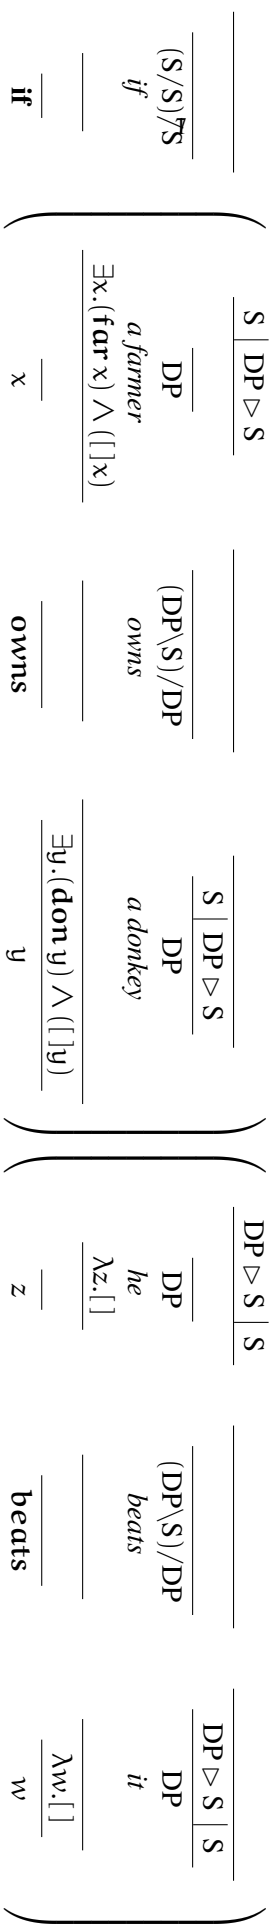 S | DP ▷ S DP ▷ S | S
S | DP ▷ S DP ▷ S | S
(S/S)/S ( DP (DP\S)/DP DP ) ( DP (DP\S)/DP DP )
7
if a farmer owns a donkey he beats it
∃x.(far x) ∧ ([ ]x) λz.[ ]
∃y.(don y) ∧ ([ ]y) λw.[ ]
if x owns y z beats w